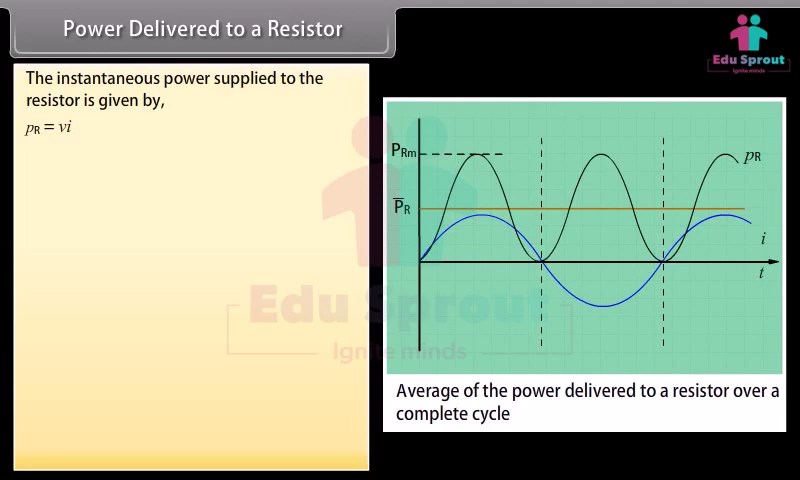 Power Delivered to a Resistor
Edu Sprout
Ignite minds
The instantaneous power supplied to the
resistor is given by,
pR = vi
PRm
pR
P̅R
i
t
Edu Sprout
Ignite minds
Average of the power delivered to a resistor over a
complete cycle